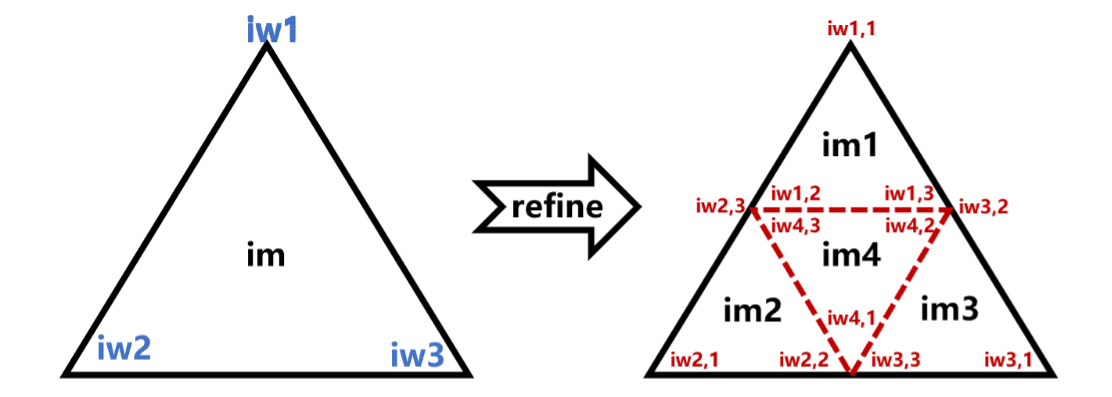 iw1
im
iw2
iw3
refine
iw1,1
im1
iw2,3
iw1,2
iw1,3
iw3,2
iw4,3
iw4,2
im4
im2
iw4,1
im3
iw2,1
iw2,2
iw3,3
iw3,1